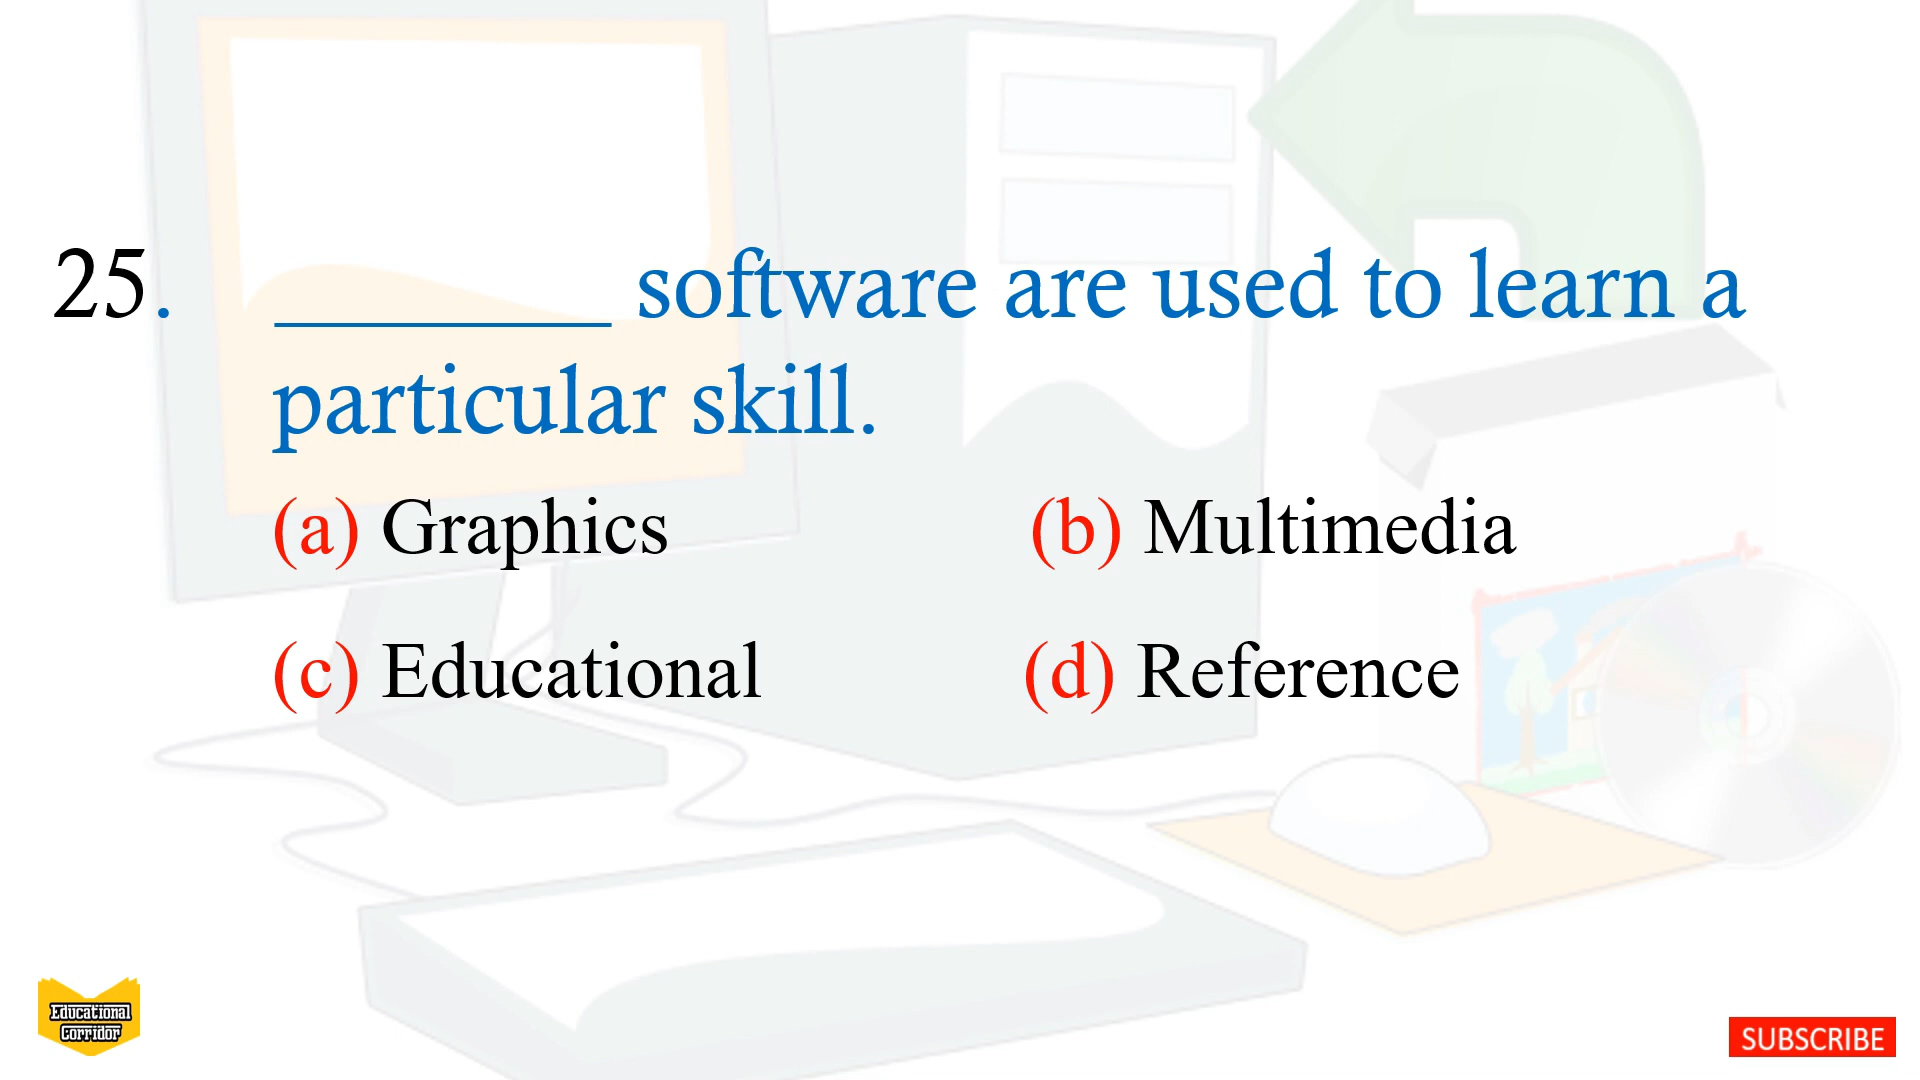 25. ________ software are used to learn a
particular skill.
(a) Graphics (b) Multimedia
(c) Educational (d) Reference
Educational
Corridor
SUBSCRIBE